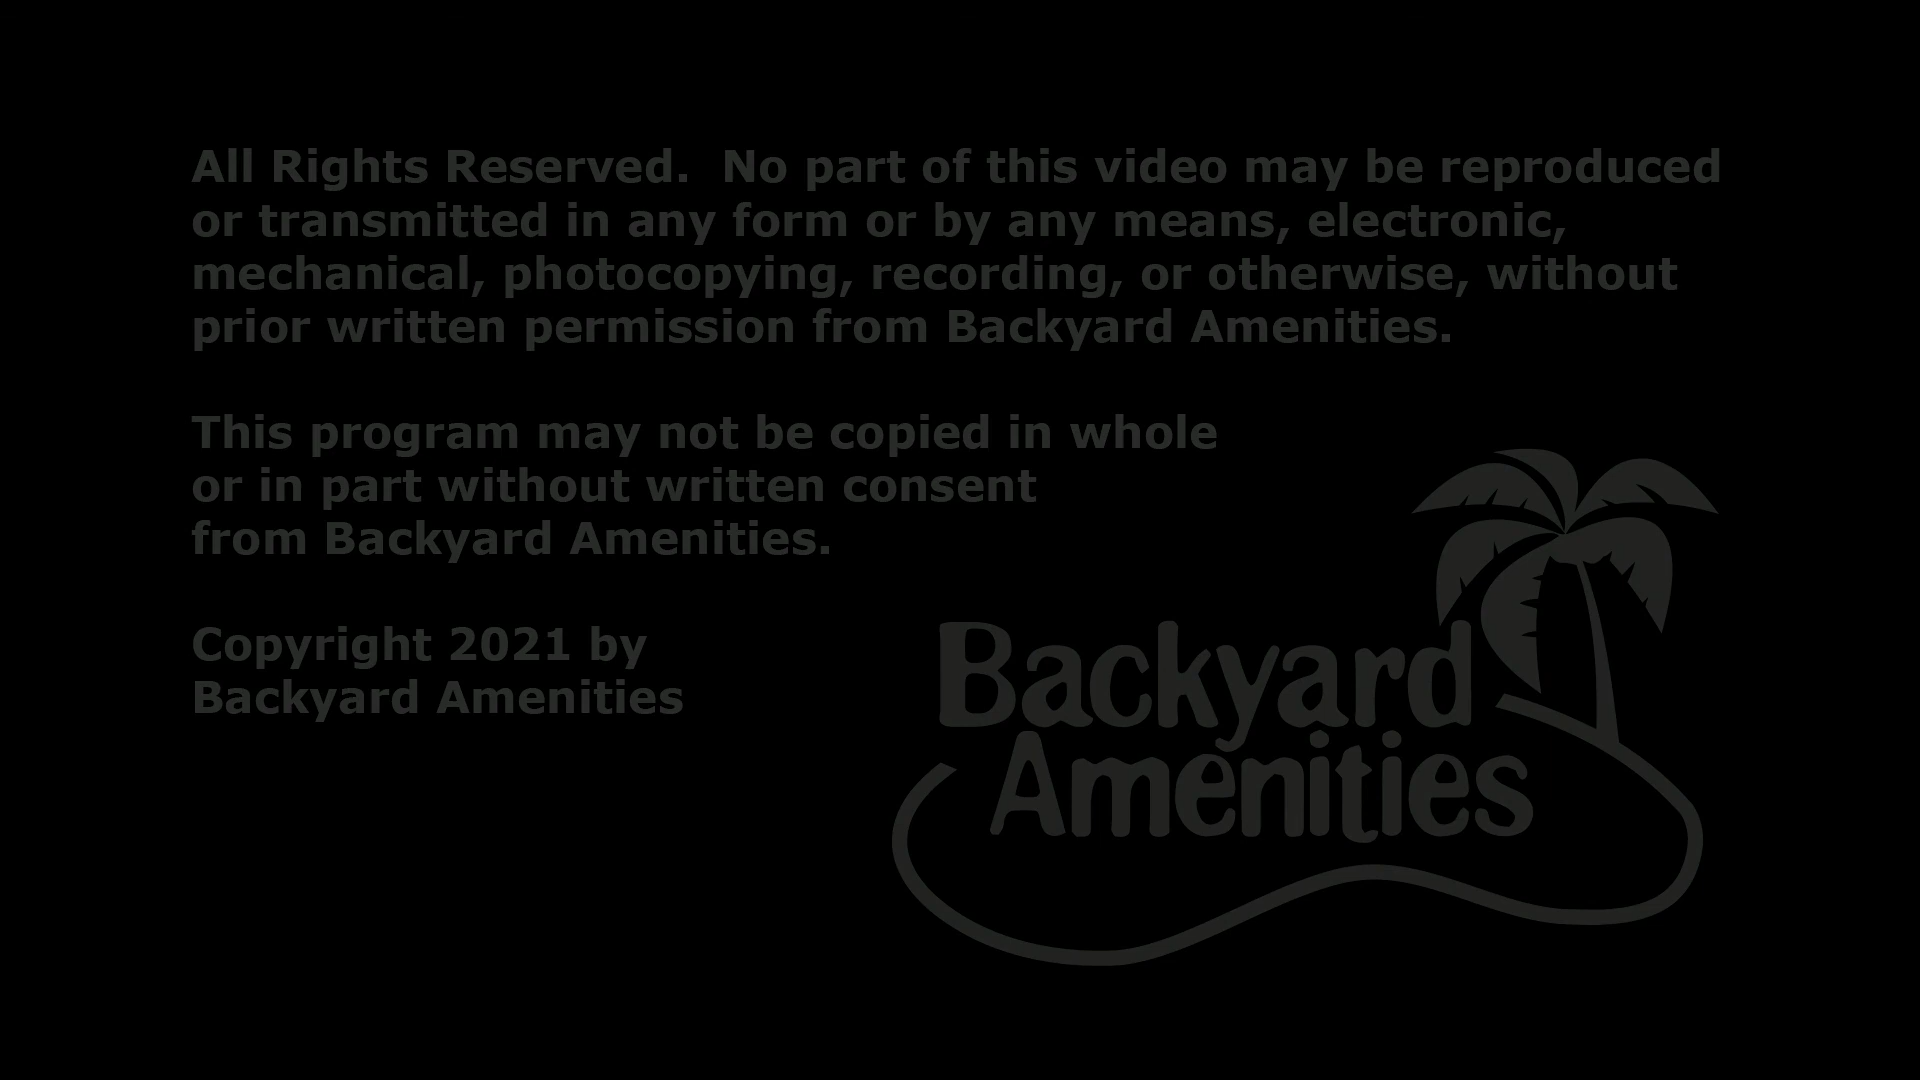 All Rights Reserved.  No part of this video may be reproduced
or transmitted in any form or by any means, electronic,
mechanical, photocopying, recording, or otherwise, without
prior written permission from Backyard Amenities.
This program may not be copied in whole
or in part without written consent
from Backyard Amenities.
Copyright 2021 by
Backyard Amenities
Backyard
Amenities